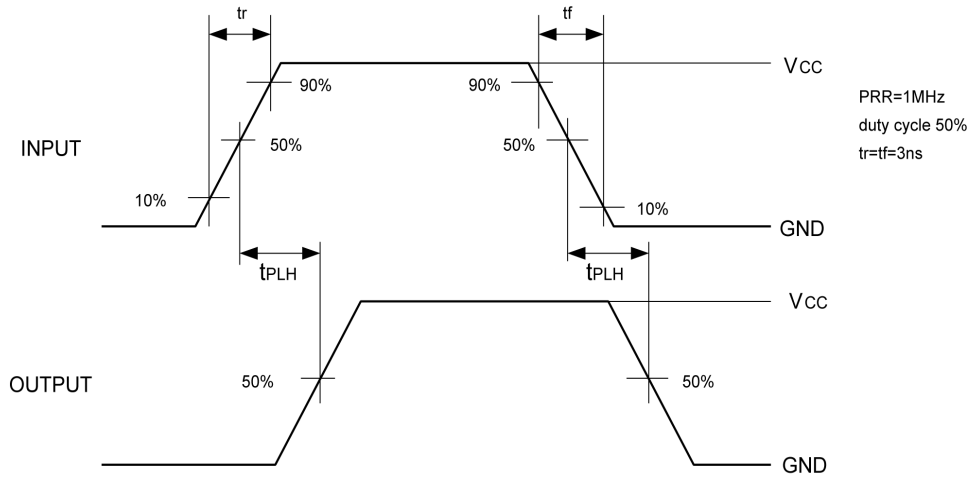 tr
tf
VCC
90%
90%
PRR=1MHz
duty cycle 50%
tr=tf=3ns
INPUT
50%
50%
10%
10%
GND
tPLH
tPLH
VCC
OUTPUT
50%
50%
GND